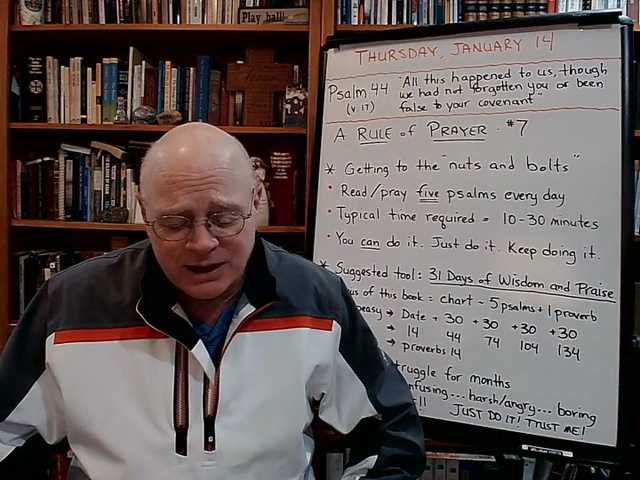 Play ball!
Jesus
THURSDAY, JANUARY 14
Psalm 44 "All this happened to us, though
(v 17) we had not forgotten you or been
false to your covenant"
A RULE of PRAYER - #7
* Getting to the "nuts and bolts"
• Read/pray five psalms every day
• Typical time required = 10-30 minutes
• You can do it. Just do it. Keep doing it.
* Suggested tool: 31 Days of Wisdom and Praise
us of this book = chart - 5 psalms + 1 proverb
easy → Date + 30 + 30 + 30 + 30
→ 14 44 74 104 134
→ proverbs 14
truggle for months
nfusing... harsh/angry... boring
!! JUST DO IT! TTUST ME!